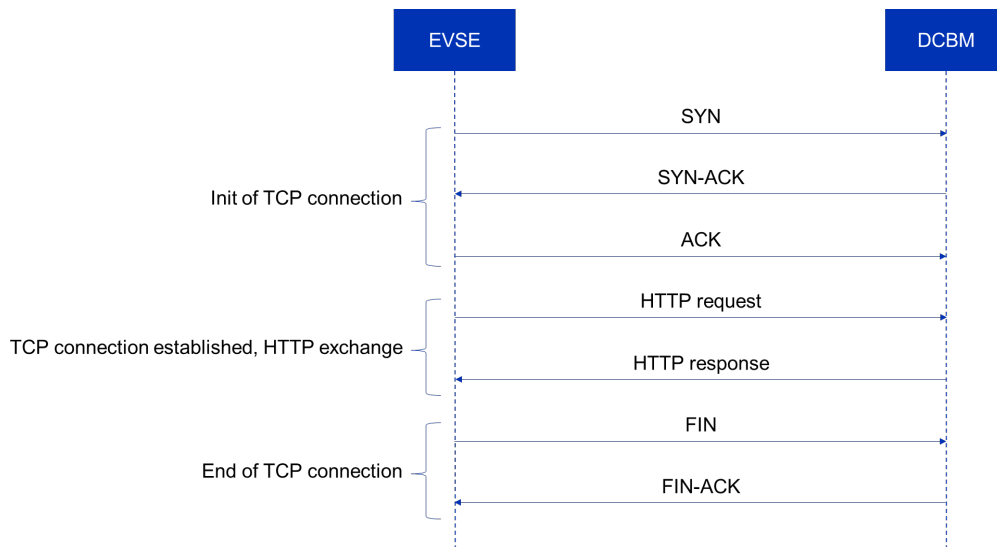 EVSE
DCBM
SYN
SYN-ACK
Init of TCP connection
ACK
HTTP request
TCP connection established, HTTP exchange
HTTP response
FIN
End of TCP connection
FIN-ACK